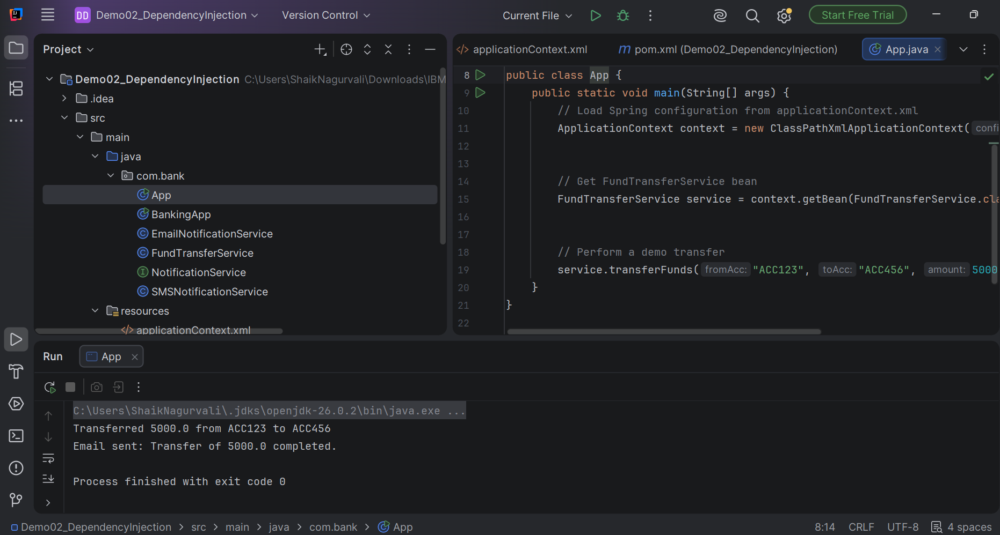 DD Demo02_DependencyInjection Version Control Current File Start Free Trial
Project
Demo02_DependencyInjection C:\Users\ShaikNagurvali\Downloads\IBM
.idea
src
main
java
com.bank
App
BankingApp
EmailNotificationService
FundTransferService
NotificationService
SMSNotificationService
resources
applicationContext.xml
applicationContext.xml pom.xml (Demo02_DependencyInjection) App.java
8 public class App {
9 public static void main(String[] args) {
10 // Load Spring configuration from applicationContext.xml
11 ApplicationContext context = new ClassPathXmlApplicationContext( confi
12
13
14 // Get FundTransferService bean
15 FundTransferService service = context.getBean(FundTransferService.cla
16
17
18 // Perform a demo transfer
19 service.transferFunds( fromAcc: "ACC123", toAcc: "ACC456", amount: 5000
20 }
21 }
22
Run App
C:\Users\ShaikNagurvali\.jdks\openjdk-26.0.2\bin\java.exe ...
Transferred 5000.0 from ACC123 to ACC456
Email sent: Transfer of 5000.0 completed.
Process finished with exit code 0
Demo02_DependencyInjection > src > main > java > com.bank > App 8:14 CRLF UTF-8 4 spaces